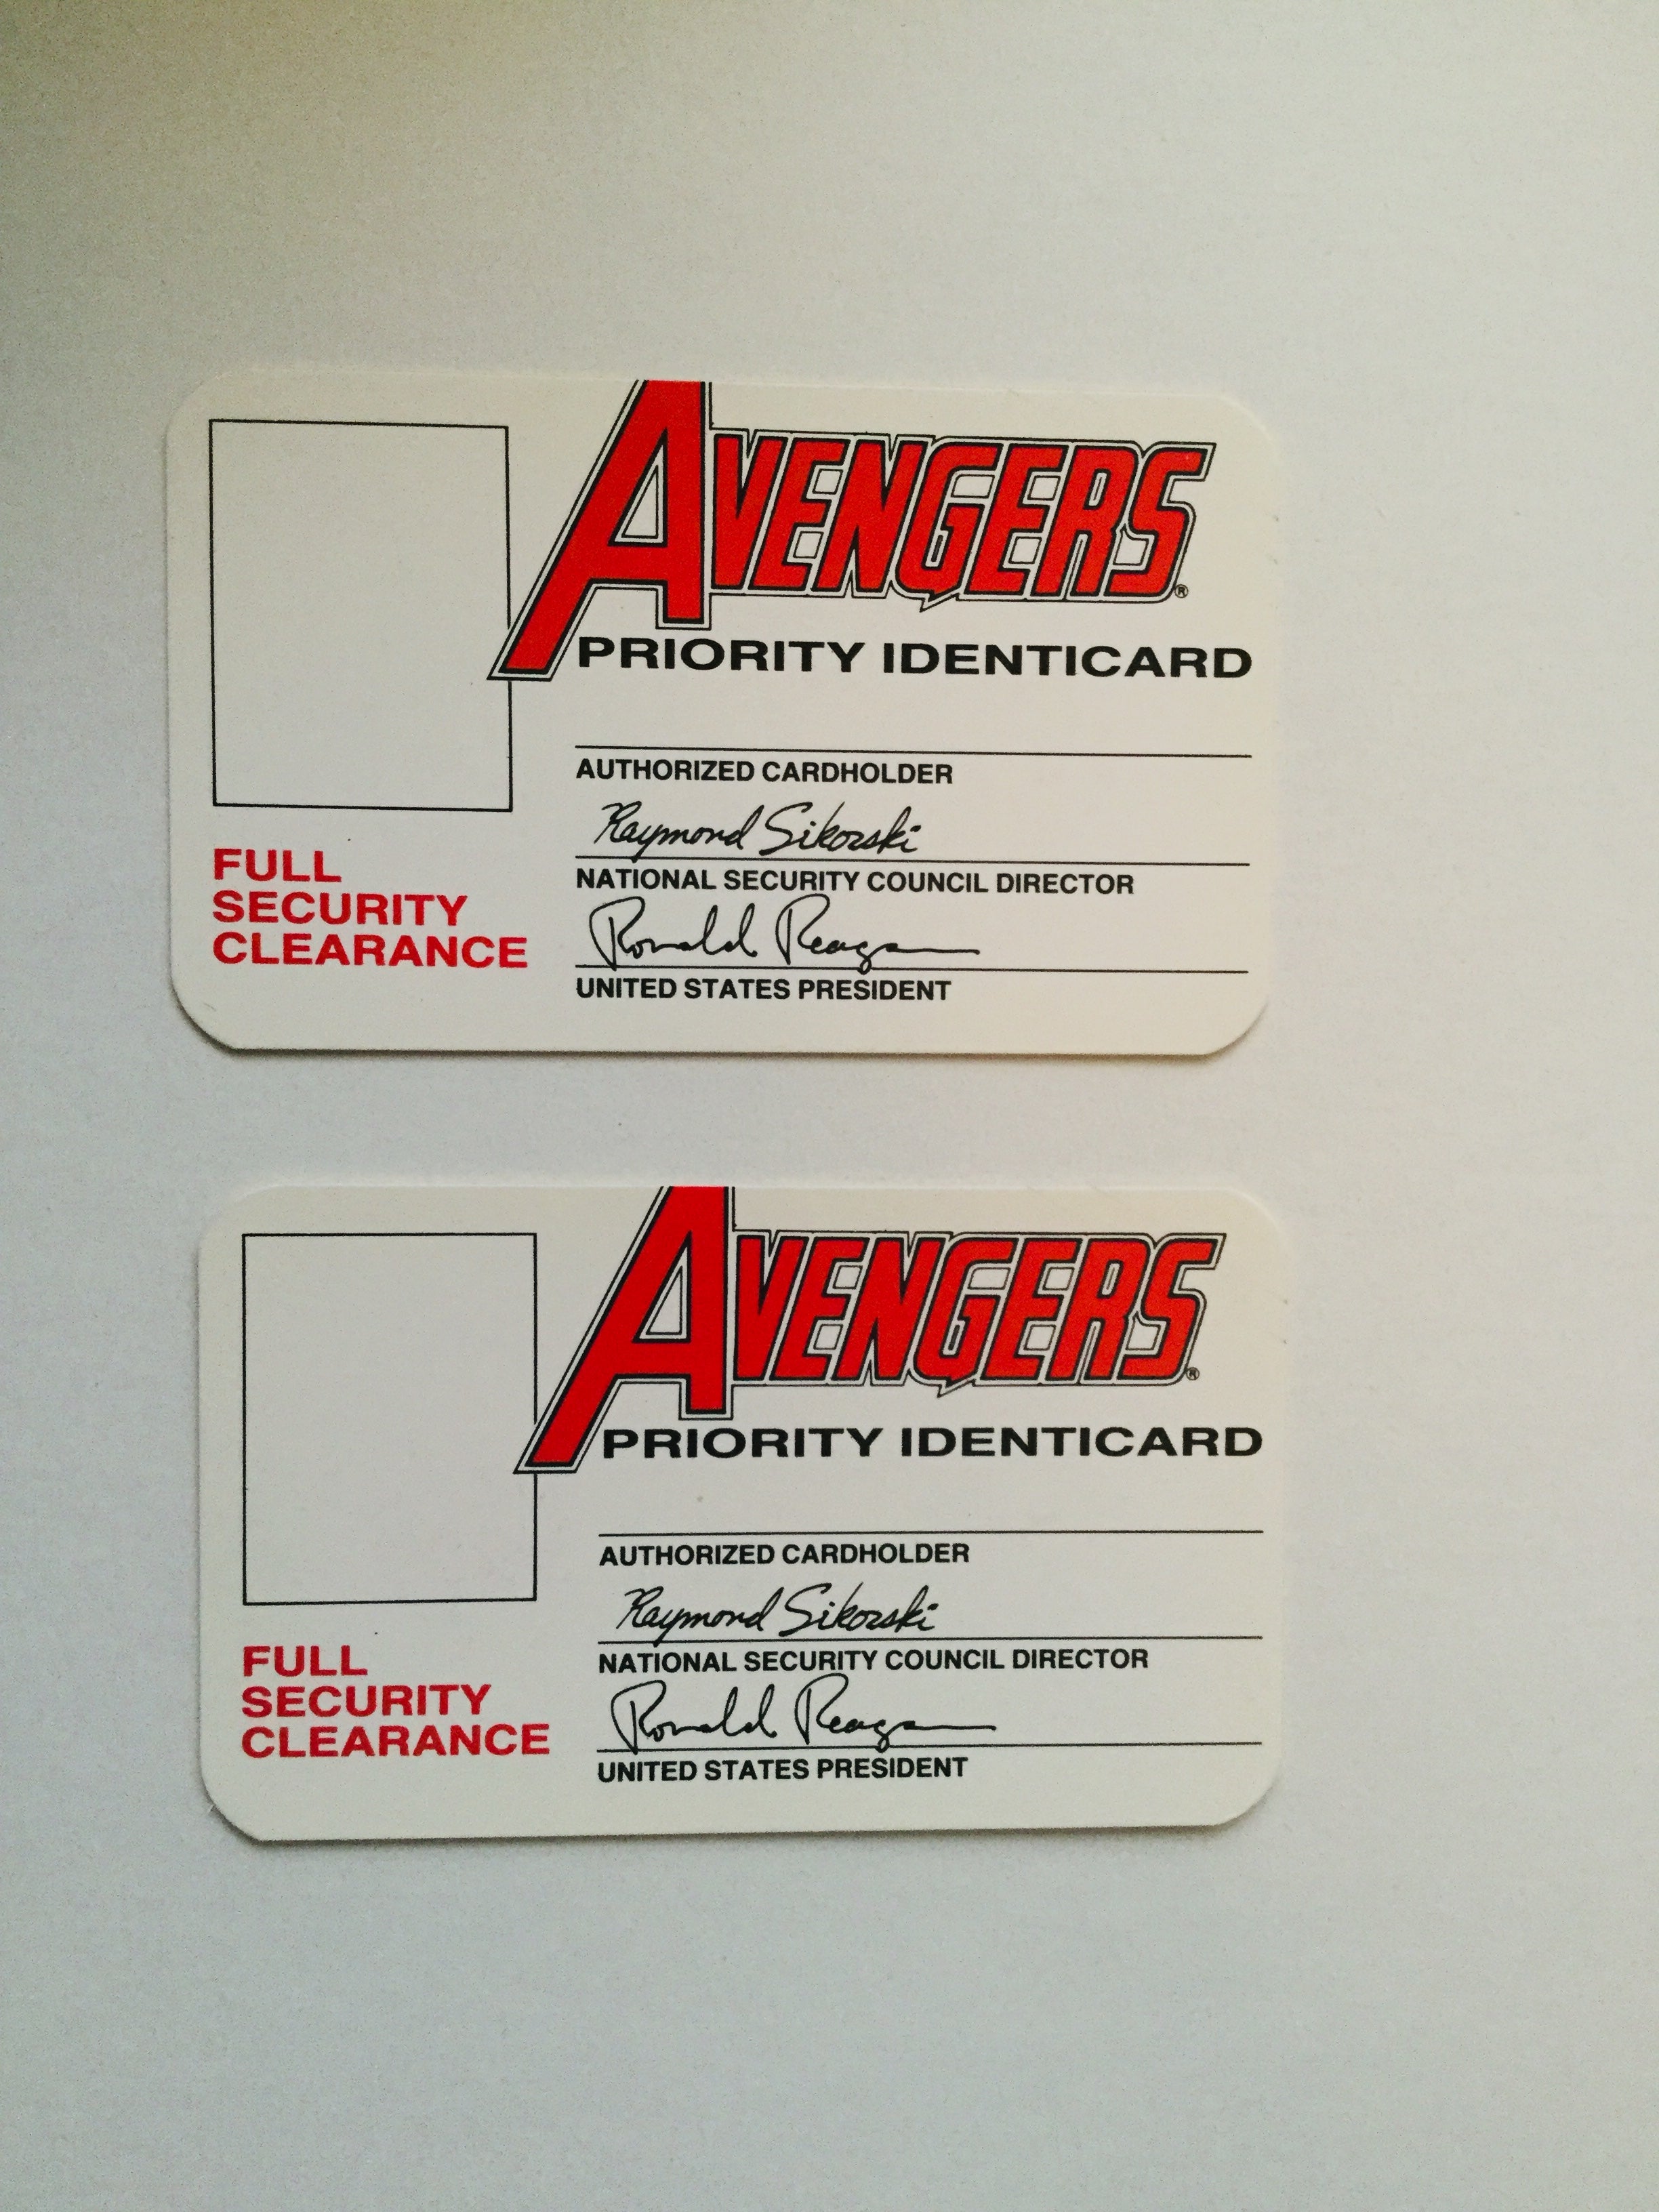 AVENGERS®
PRIORITY IDENTICARD
AUTHORIZED CARDHOLDER
Raymond Sikorski
NATIONAL SECURITY COUNCIL DIRECTOR
Ronald Reagan
UNITED STATES PRESIDENT
FULL
SECURITY
CLEARANCE
AVENGERS®
PRIORITY IDENTICARD
AUTHORIZED CARDHOLDER
Raymond Sikorski
NATIONAL SECURITY COUNCIL DIRECTOR
Ronald Reagan
UNITED STATES PRESIDENT
FULL
SECURITY
CLEARANCE